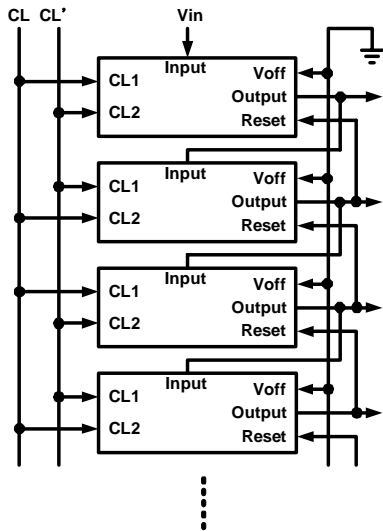 CL CL' Vin
Input
CL1 Voff
Output
CL2 Reset
Input
CL1 Voff
Output
CL2 Reset
Input
CL1 Voff
Output
CL2 Reset
Input
CL1 Voff
Output
CL2 Reset